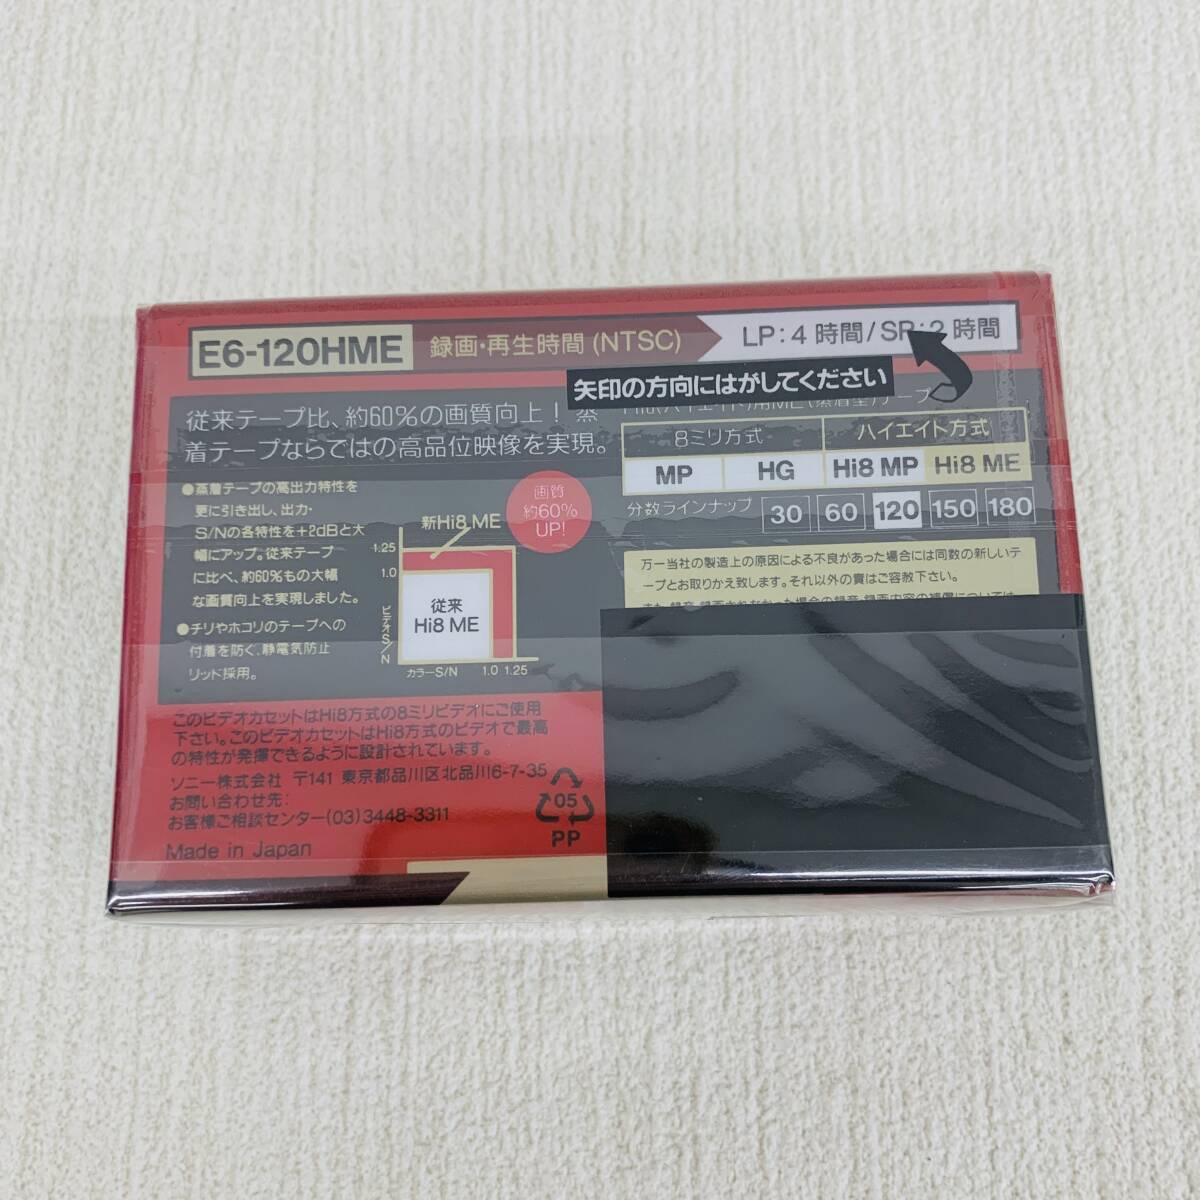 E6-120HME
録画・再生時間 (NTSC)
LP:4 時間/SP:2 時間
矢印の方向にはがしてください
従来テープ比、約60%の画質向上! 蒸
着テープならではの高品位映像を実現。
●蒸着テープの高出力特性を
更に引き出し、出力・
S/Nの各特性を+2dBと大
幅にアップ。従来テープ
に比べ、約60%もの大幅
な画質向上を実現しました。
●チリやホコリのテープへの
付着を防ぐ、静電気防止
リッド採用。
画質
約60%
UP!
新Hi8 ME
1.25
1.0
従来
Hi8 ME
ビデオS/N
カラーS/N 1.0 1.25
8ミリ方式 ハイエイト方式
MP HG Hi8 MP Hi8 ME
分数ラインナップ 30 60 120 150 180
万一当社の製造上の原因による不良があった場合には同数の新しいテ
ープとお取りかえ致します。それ以外の責はご容赦下さい。
このビデオカセットはHi8方式の8ミリビデオにご使用
下さい。このビデオカセットはHi8方式のビデオで最高
の特性が発揮できるように設計されています。
ソニー株式会社 〒141 東京都品川区北品川6-7-35
お問い合わせ先:
お客様ご相談センター(03)3448-3311
Made in Japan
05
PP